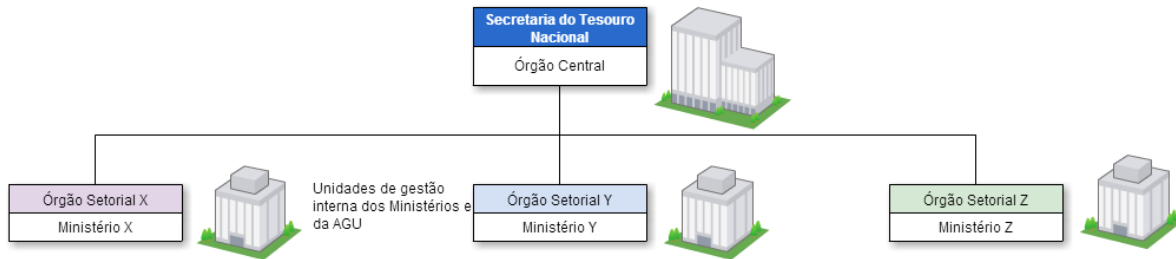 Secretaria do Tesouro
Nacional
Órgão Central
Órgão Setorial X
Ministério X
Unidades de gestão
interna dos Ministérios e
da AGU
Órgão Setorial Y
Ministério Y
Órgão Setorial Z
Ministério Z